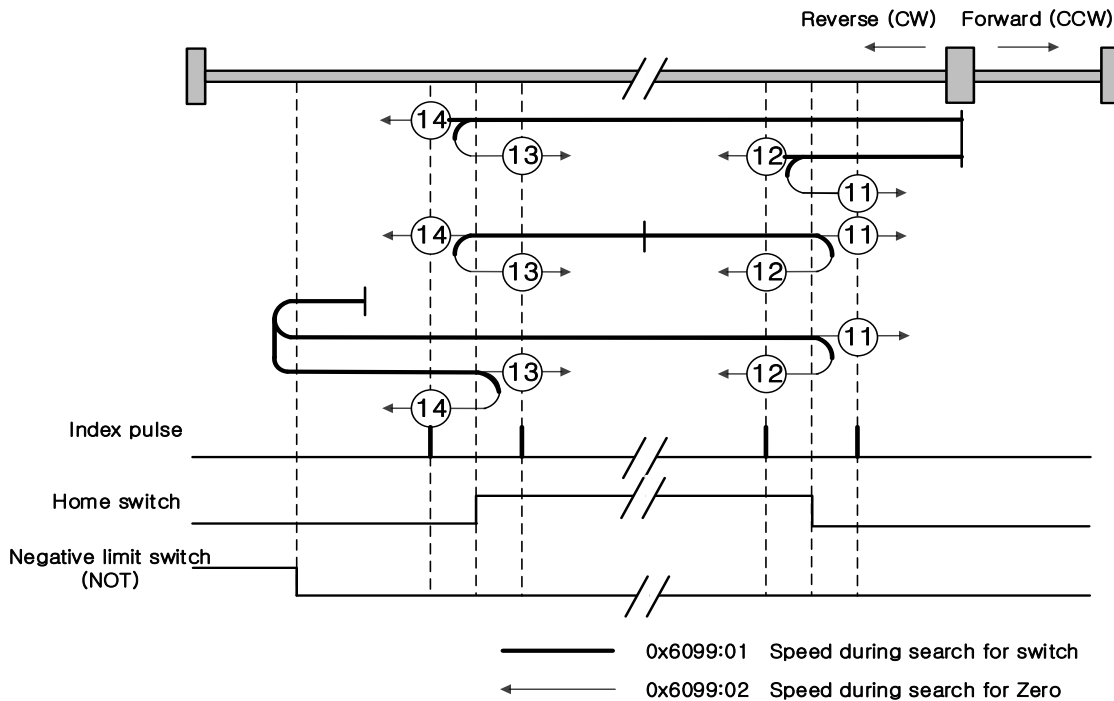 Reverse (CW) Forward (CCW)
14
13
12
11
14
11
13
12
11
13
12
14
Index pulse
Home switch
Negative limit switch
(NOT)
0x6099:01 Speed during search for switch
0x6099:02 Speed during search for Zero